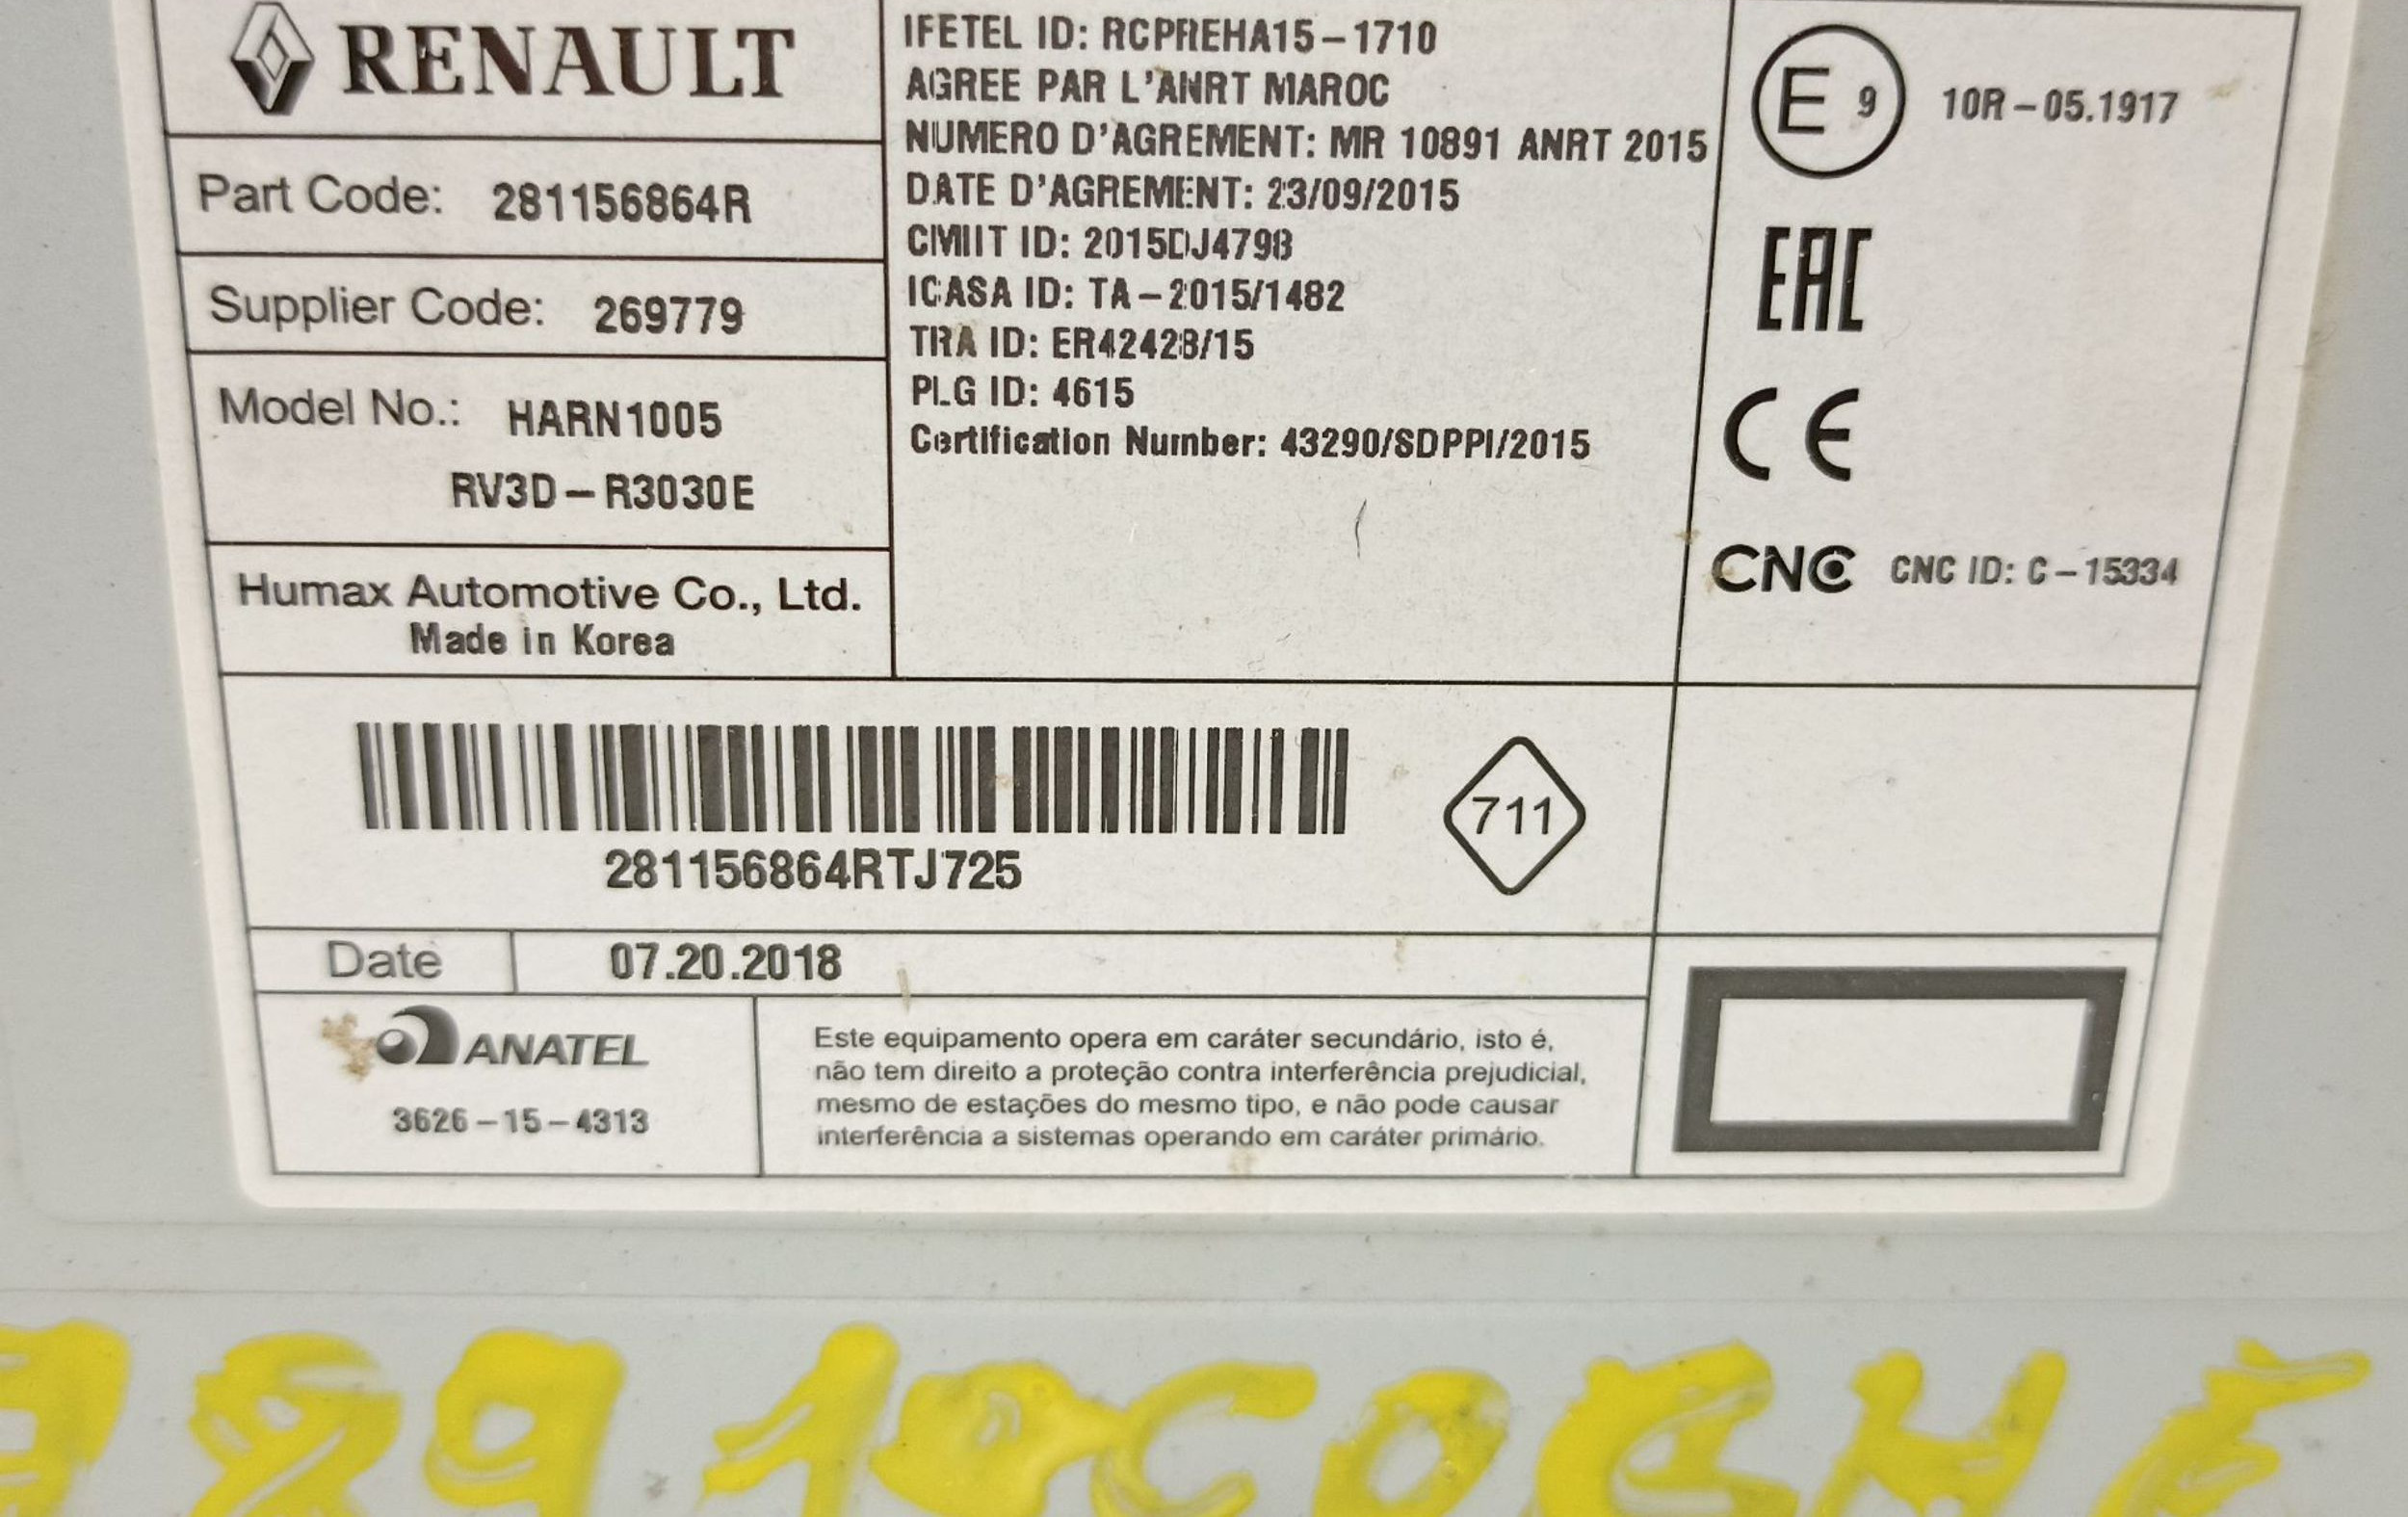 RENAULT
Part Code: 281156864R
Supplier Code: 269779
Model No.: HARN1005
RV3D-R3030E
Humax Automotive Co., Ltd.
Made in Korea
IFETEL ID: RCPREHA15-1710
AGREE PAR L'ANRT MAROC
NUMERO D'AGREMENT: MR 10891 ANRT 2015
DATE D'AGREMENT: 23/09/2015
CMIIT ID: 2015DJ4798
ICASA ID: TA-2015/1482
TRA ID: ER42428/15
PLG ID: 4615
Certification Number: 43290/SDPPI/2015
E 9 10R-05.1917
EAC
CE
CNC CNC ID: C-15334
281156864RTJ725
711
Date 07.20.2018
ANATEL
3626-15-4313
Este equipamento opera em caráter secundário, isto é,
não tem direito a proteção contra interferência prejudicial,
mesmo de estações do mesmo tipo, e não pode causar
interferência a sistemas operando em caráter primário.